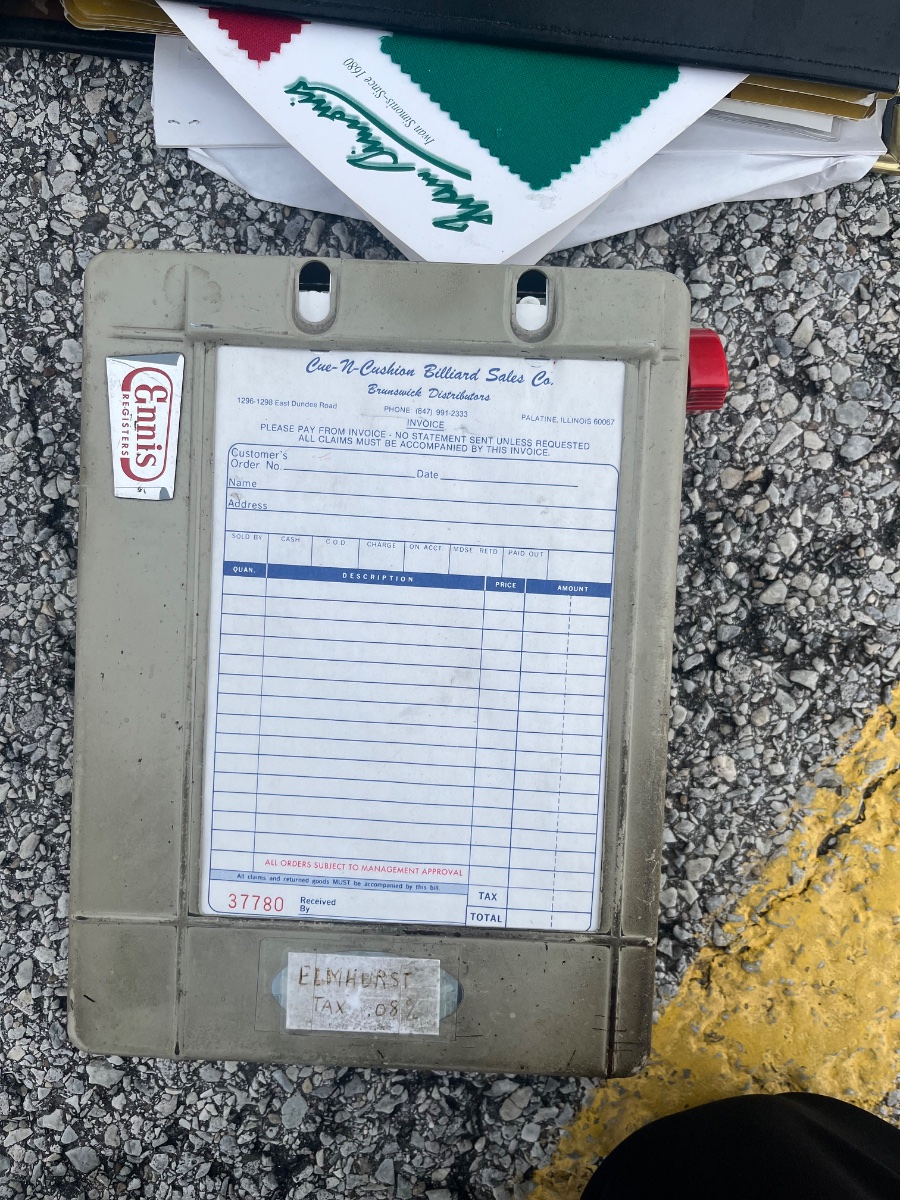 Iwan Simonis
Iwan Simonis-Since 1680
Ennis
REGISTERS
Cue-N-Cushion Billiard Sales Co.
Brunswick Distributors
1296-1298 East Dundee Road
PHONE (847) 991-2333
PALATINE, ILLINOIS 60067
INVOICE
PLEASE PAY FROM INVOICE - NO STATEMENT SENT UNLESS REQUESTED
ALL CLAIMS MUST BE ACCOMPANIED BY THIS INVOICE.
Customer's
Order No. Date
Name
Address
SOLD BY CASH C.O.D. CHARGE ON ACCT. MDSE. RETD. PAID OUT
QUAN. DESCRIPTION PRICE AMOUNT
ALL ORDERS SUBJECT TO MANAGEMENT APPROVAL
All claims and returned goods MUST be accompanied by this bill.
TAX
37780 Received
By
TOTAL
ELMHURST
TAX .08%